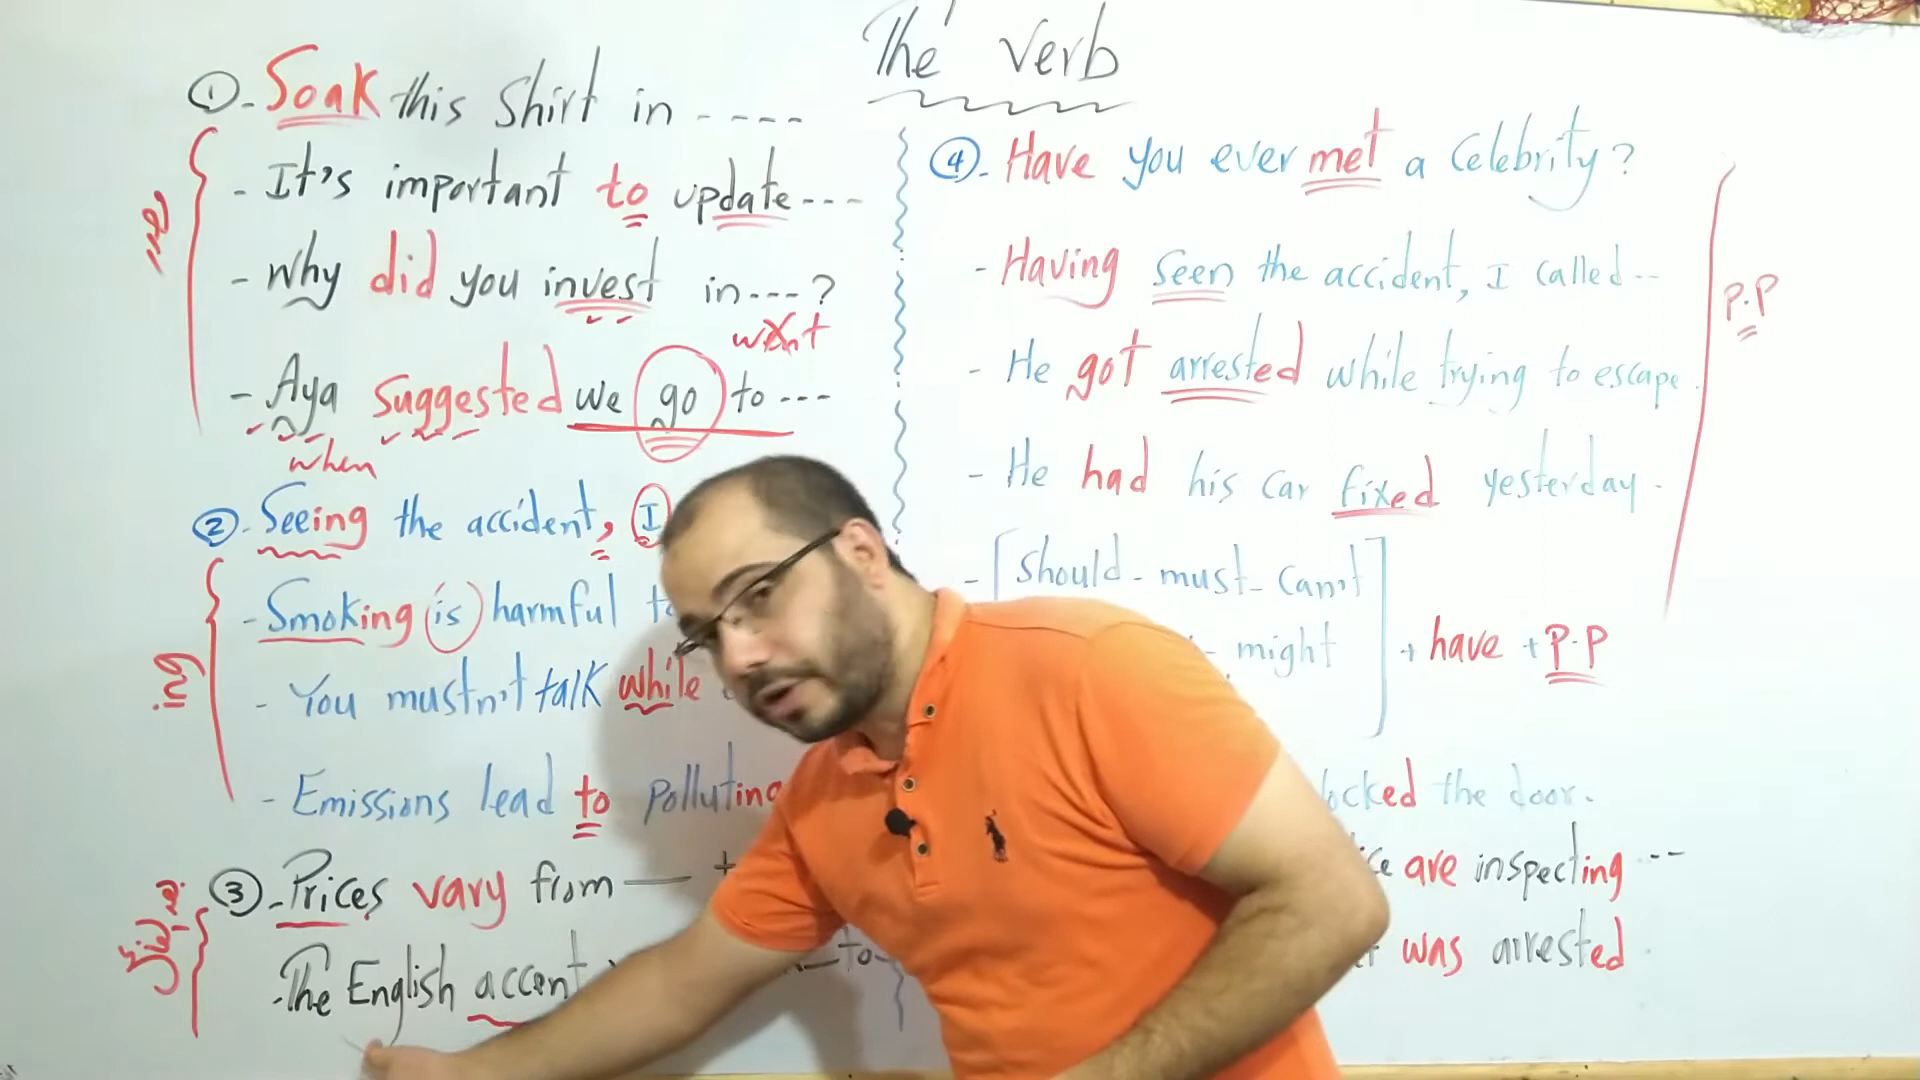 The Verb
①- Soak this Shirt in ----
- It's important to update---
- Why did you invest in---?
went
- Aya suggested we go to ---
when
② - Seeing the accident, I
- Smoking is harmful
- You mustn't talk while
- Emissions lead to polluting
ing
③ - Prices vary from
- The English accent
to
④ - Have you ever met a Celebrity?
- Having seen the accident, I called --
- He got arrested while trying to escape.
- He had his car fixed yesterday.
P.P
- [should - must - can't
- might ] + have + P.P
locked the door.
are inspecting ---
was arrested